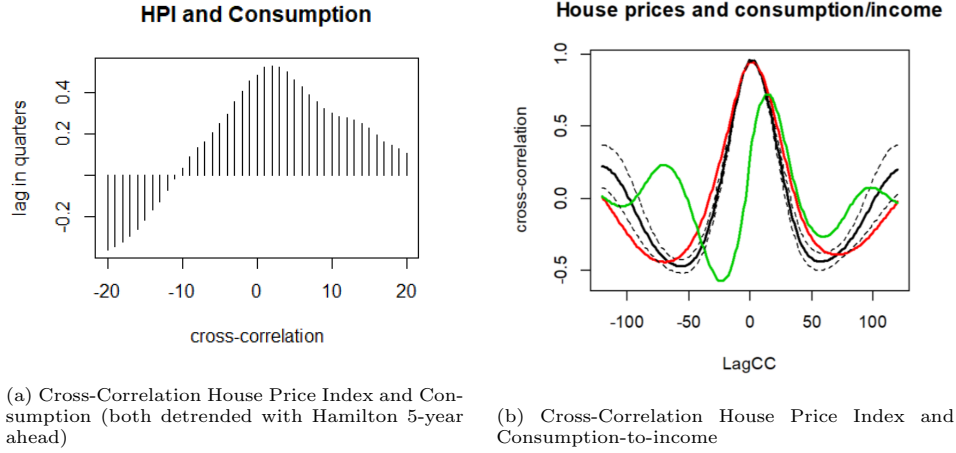 HPI and Consumption
lag in quarters
0.4
0.2
-0.2
-20
-10
0
10
20
cross-correlation
(a) Cross-Correlation House Price Index and Con-
sumption (both detrended with Hamilton 5-year
ahead)
House prices and consumption/income
cross-correlation
1.0
0.5
0.0
-0.5
-100
-50
0
50
100
LagCC
(b) Cross-Correlation House Price Index and
Consumption-to-income